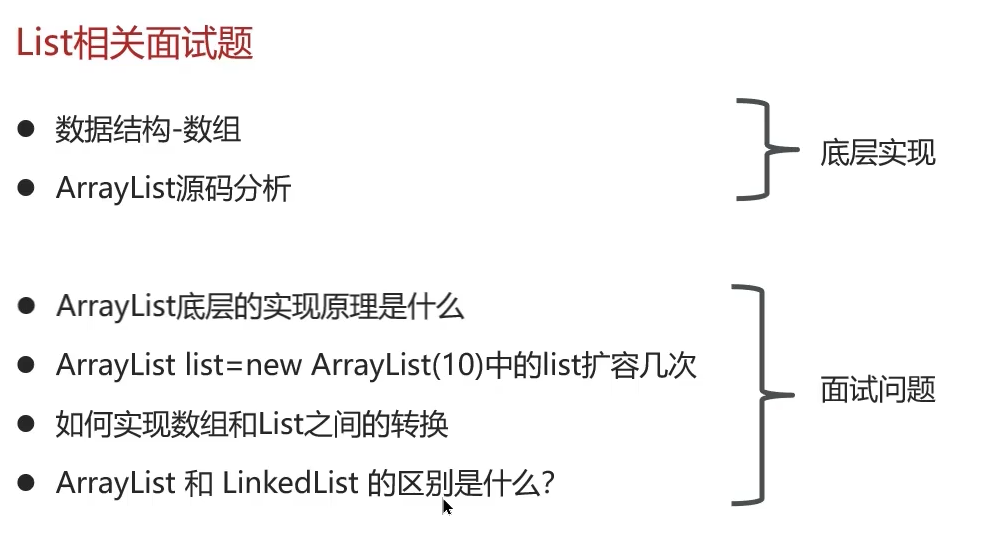 List相关面试题
数据结构-数组
ArrayList源码分析
底层实现
ArrayList底层的实现原理是什么
ArrayList list=new ArrayList(10)中的list扩容几次
如何实现数组和List之间的转换
ArrayList 和 LinkedList 的区别是什么?
面试问题